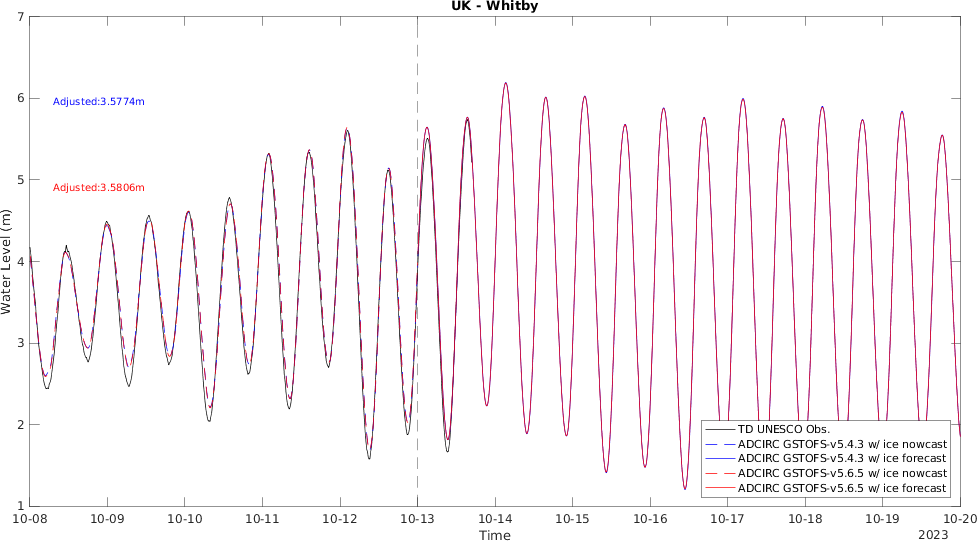 UK - Whitby
7
6
5
4
3
2
1
Water Level (m)
Adjusted:3.5774m
Adjusted:3.5806m
TD UNESCO Obs.
ADCIRC GSTOFS-v5.4.3 w/ ice nowcast
ADCIRC GSTOFS-v5.4.3 w/ ice forecast
ADCIRC GSTOFS-v5.6.5 w/ ice nowcast
ADCIRC GSTOFS-v5.6.5 w/ ice forecast
10-08 10-09 10-10 10-11 10-12 10-13 10-14 10-15 10-16 10-17 10-18 10-19 10-20
Time
2023